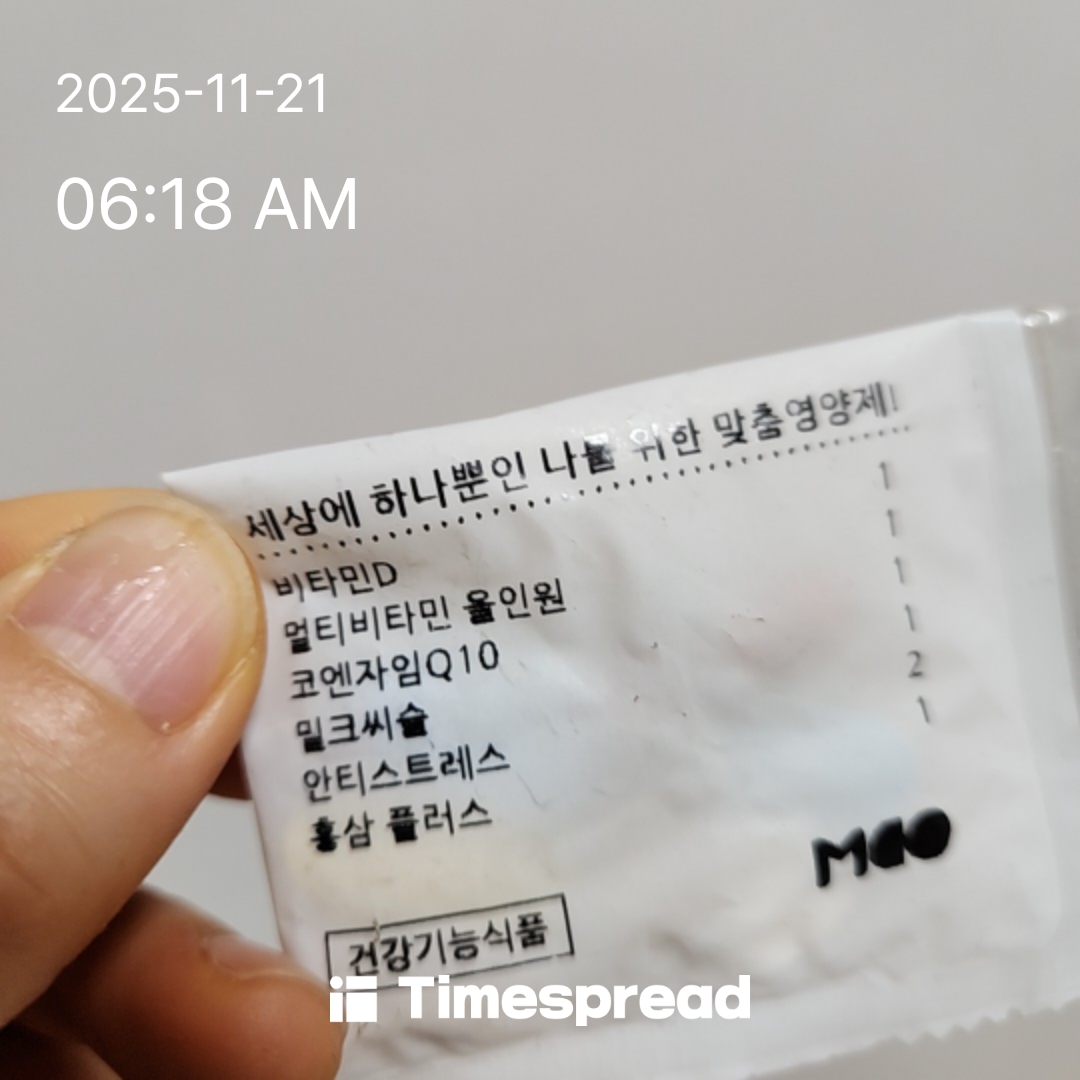 2025-11-21
06:18 AM
세상에 하나뿐인 나를 위한 맞춤영양제!
비타민D 1
멀티비타민 올인원 1
코엔자임Q10 1
밀크씨슬 1
안티스트레스 2
홍삼 플러스 1
건강기능식품
Timespread